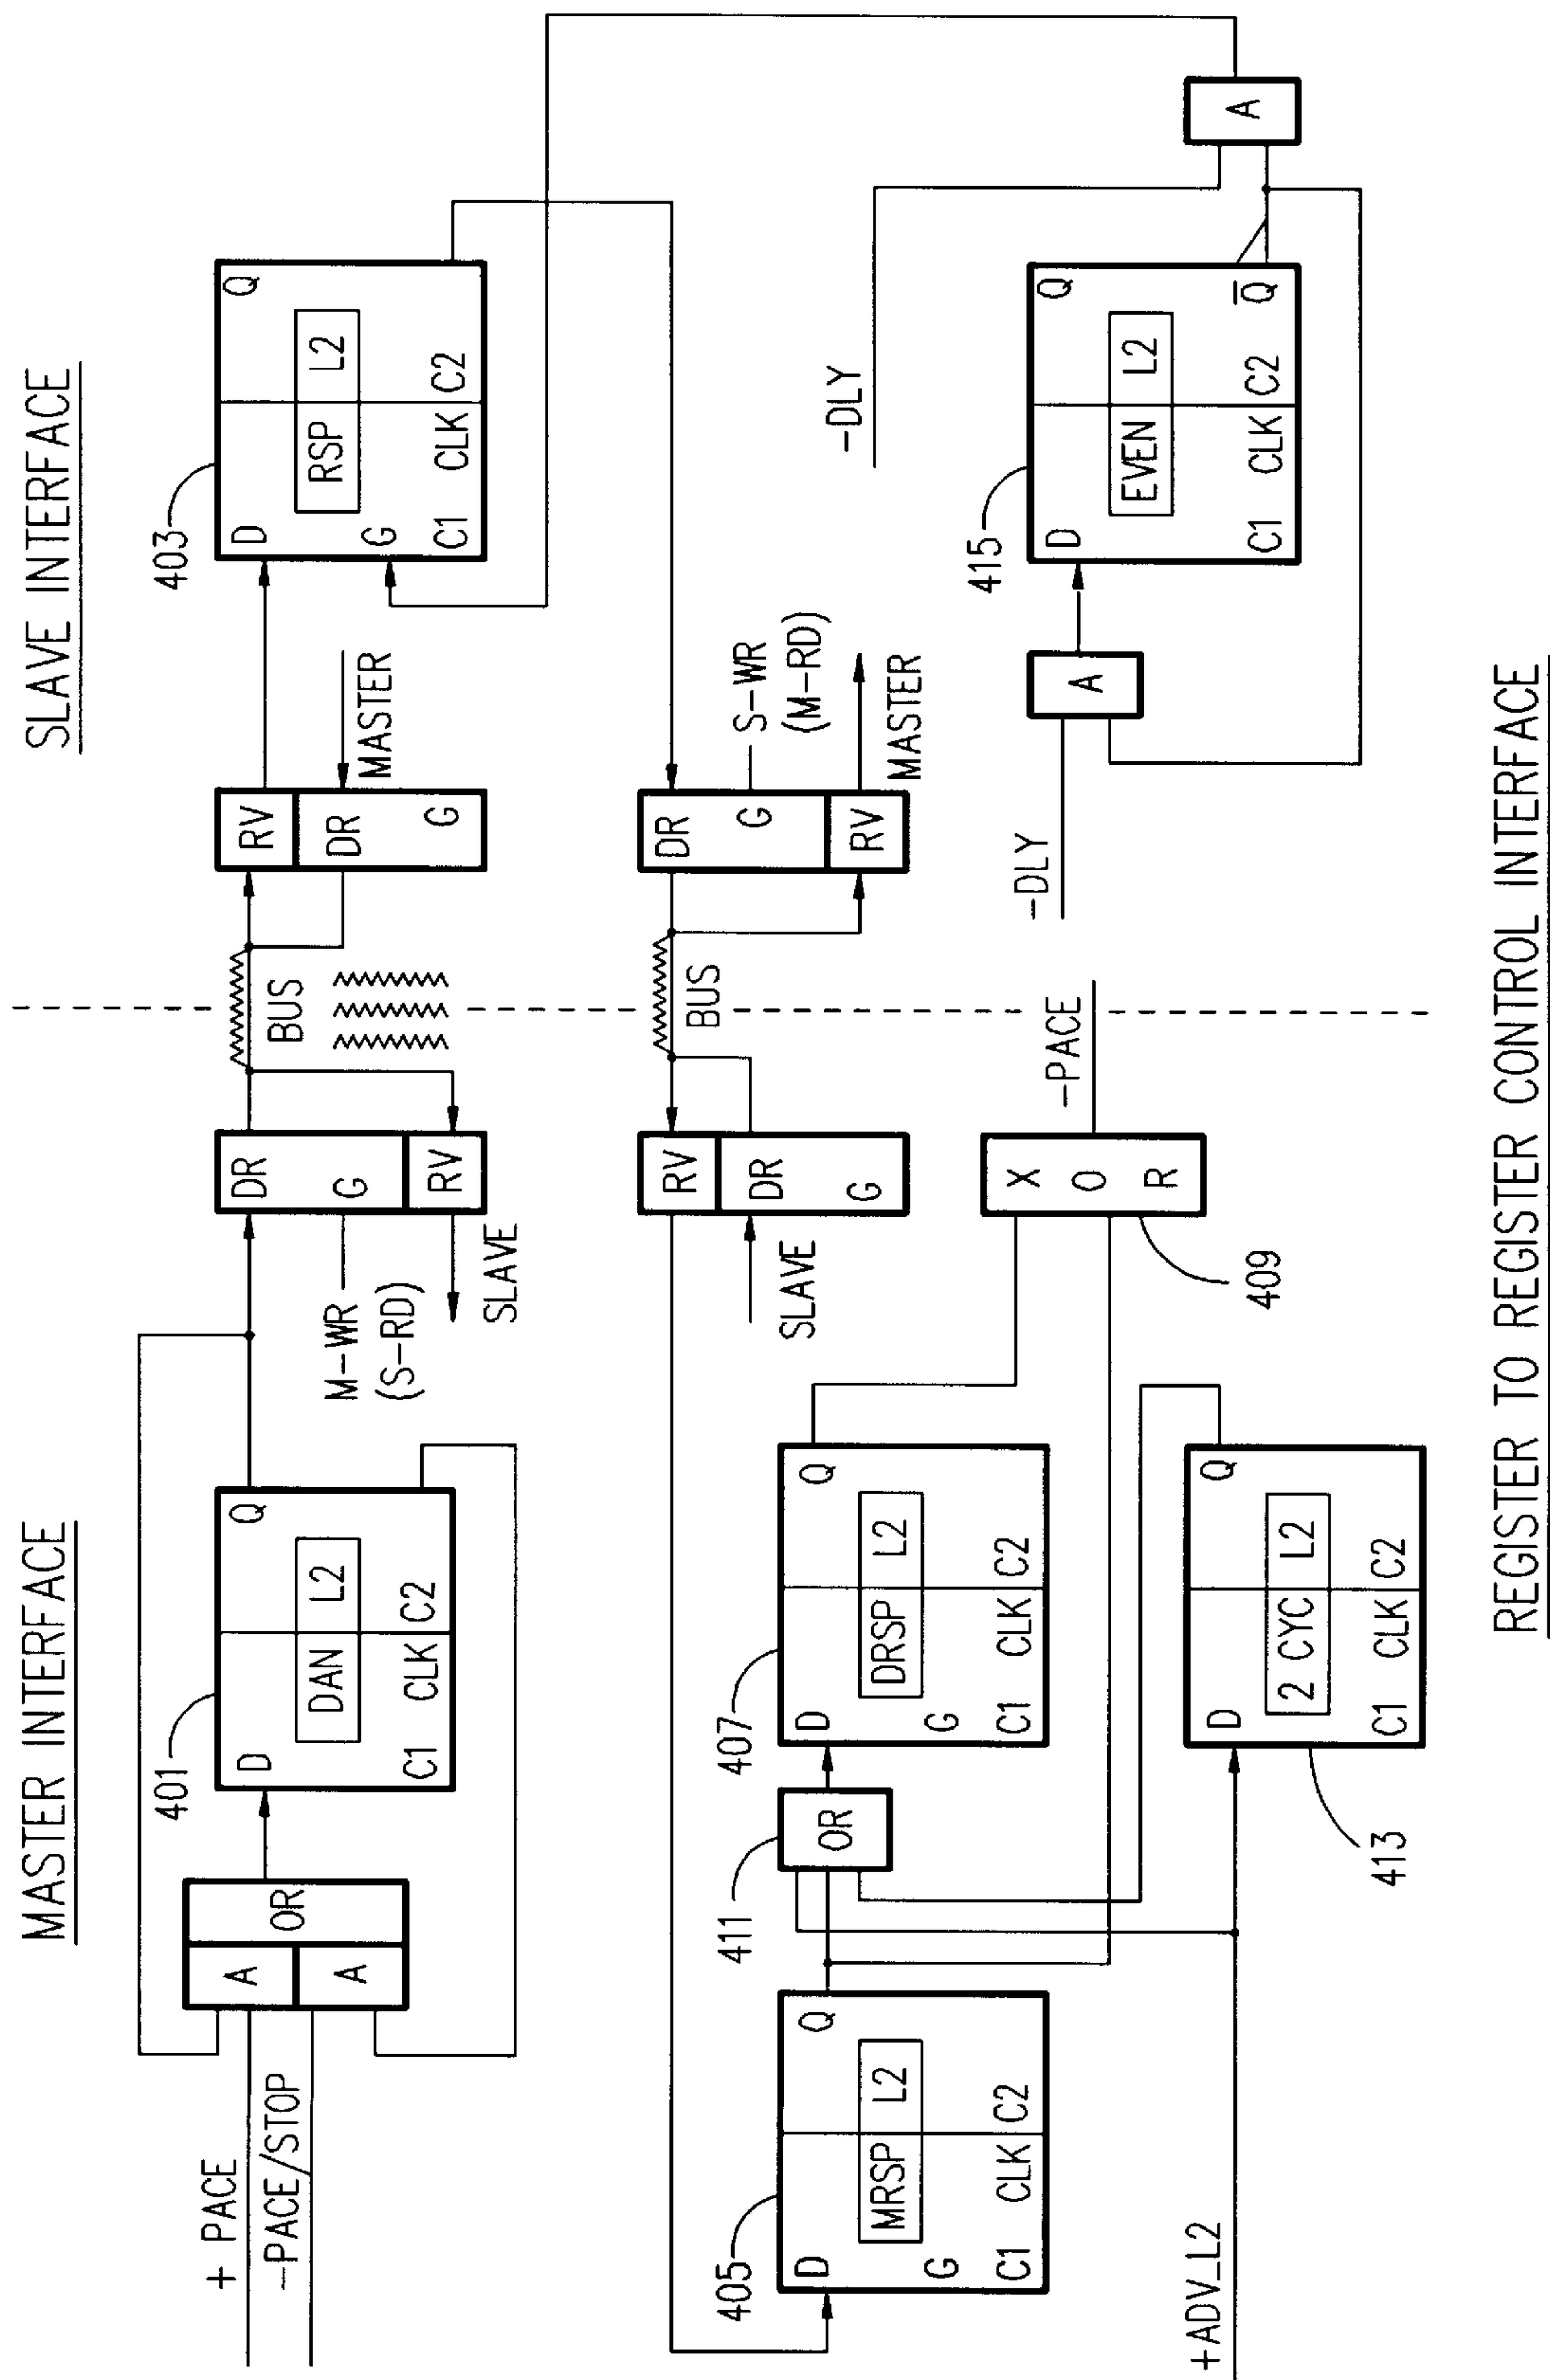 MASTER INTERFACE
SLAVE INTERFACE
+ PACE
-PACE/STOP
A
A
OR
401
D
Q
DAN L2
C1 CLK C2
M-WR
(S-RD)
SLAVE
DR
G
RV
BUS
RV
DR
G
MASTER
403
D
Q
RSP L2
G
C1 CLK C2
405
D
Q
MRSP L2
G
C1 CLK C2
411
OR
407
D
Q
DRSP L2
G
C1 CLK C2
SLAVE
RV
DR
G
BUS
DR
G
RV
S-WR
(M-RD)
MASTER
X
O
R
409
-PACE
-DLY
A
-DLY
415
D
Q
EVEN L2
Q̅
C1 CLK C2
A
+ADV_L2
413
D
Q
2 CYC L2
C1 CLK C2
REGISTER TO REGISTER CONTROL INTERFACE